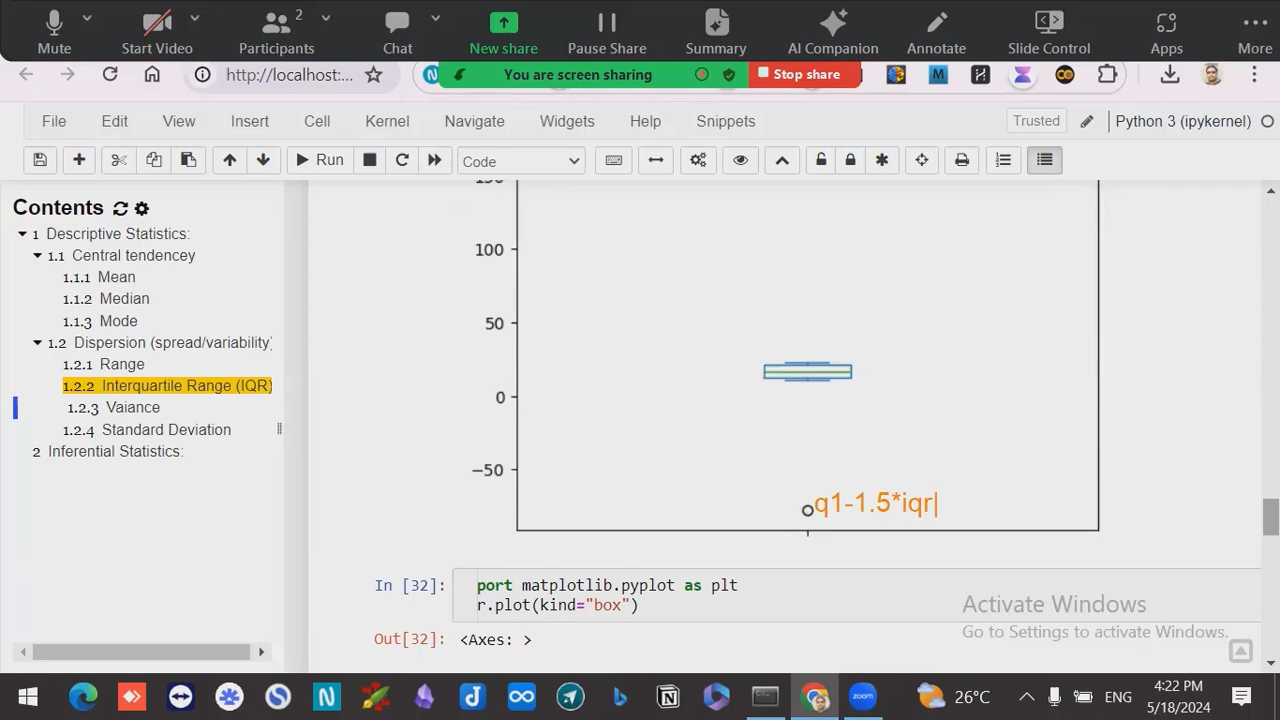 Mute
Start Video
2
Participants
Chat
New share
Pause Share
Summary
AI Companion
Annotate
Slide Control
Apps
More
http://localhost:...
You are screen sharing
Stop share
File Edit View Insert Cell Kernel Navigate Widgets Help Snippets
Trusted
Python 3 (ipykernel)
Run
Code
Contents
1 Descriptive Statistics:
1.1 Central tendencey
1.1.1 Mean
1.1.2 Median
1.1.3 Mode
1.2 Dispersion (spread/variability)
1.2.1 Range
1.2.2 Interquartile Range (IQR)
1.2.3 Vaiance
1.2.4 Standard Deviation
2 Inferential Statistics:
150
100
50
0
−50
q1-1.5*iqr
In [32]:
port matplotlib.pyplot as plt
r.plot(kind="box")
Out[32]: <Axes: >
Activate Windows
Go to Settings to activate Windows.
26°C
ENG
4:22 PM
5/18/2024